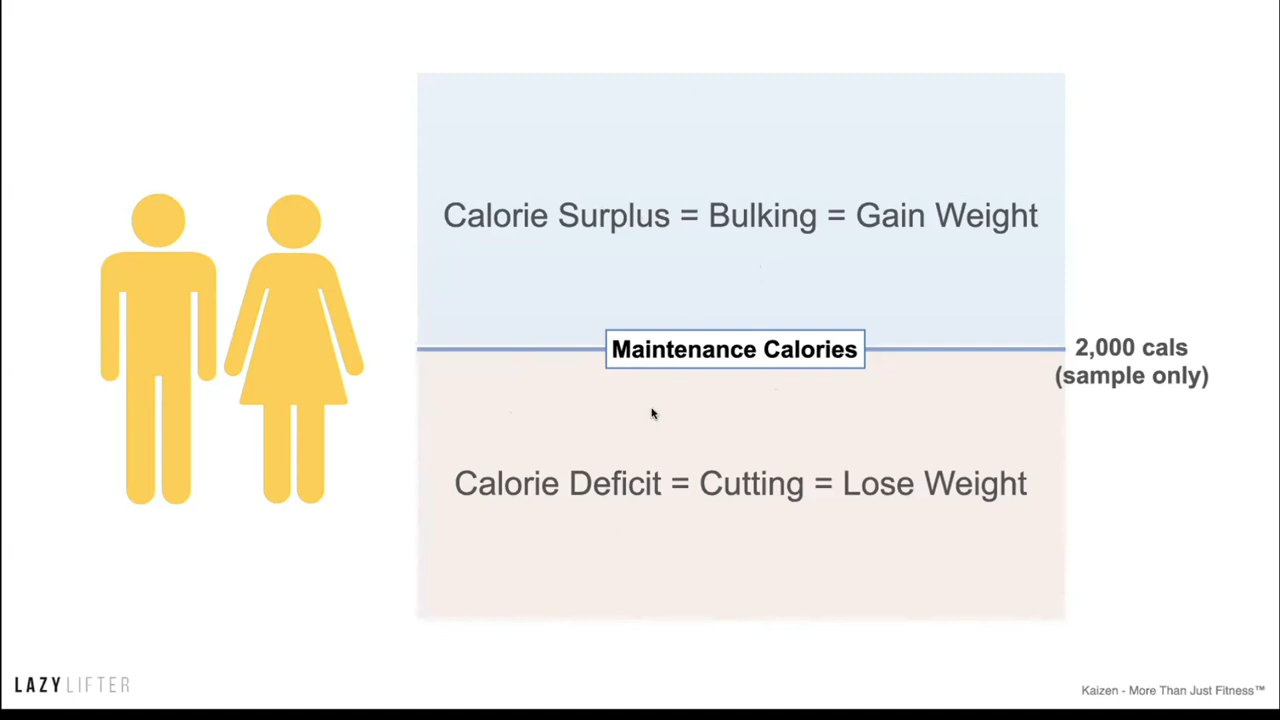 Calorie Surplus = Bulking = Gain Weight
Maintenance Calories
2,000 cals
(sample only)
Calorie Deficit = Cutting = Lose Weight
LAZYLIFTER
Kaizen - More Than Just Fitness™